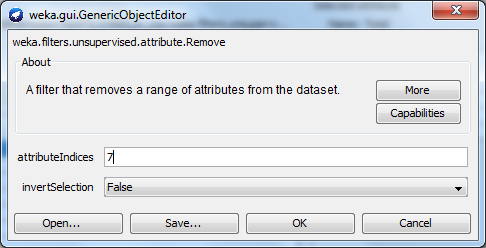 weka.gui.GenericObjectEditor
weka.filters.unsupervised.attribute.Remove
About
A filter that removes a range of attributes from the dataset.
More
Capabilities
attributeIndices 7
invertSelection False
Open... Save... OK Cancel